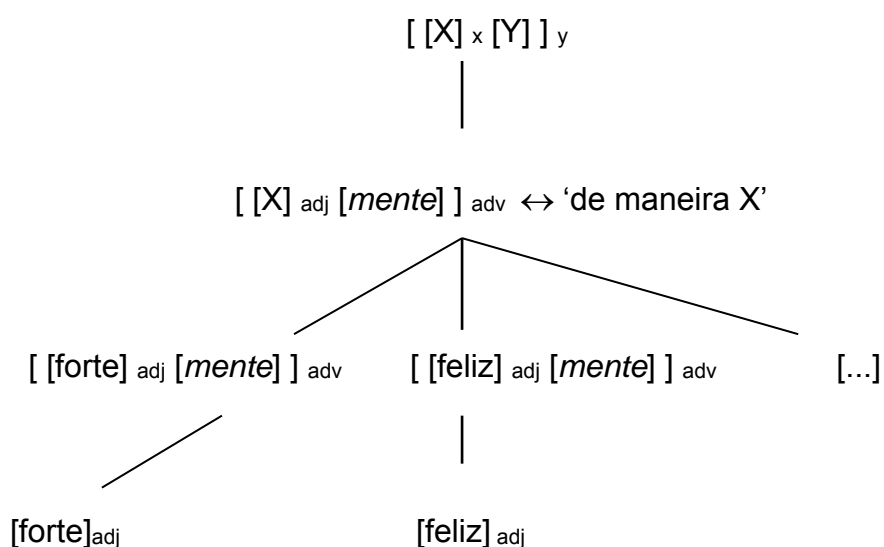 [ [X] x [Y] ] y
[ [X] adj [mente] ] adv ↔ ‘de maneira X’
[ [forte] adj [mente] ] adv [ [feliz] adj [mente] ] adv [...]
[forte]adj [feliz] adj